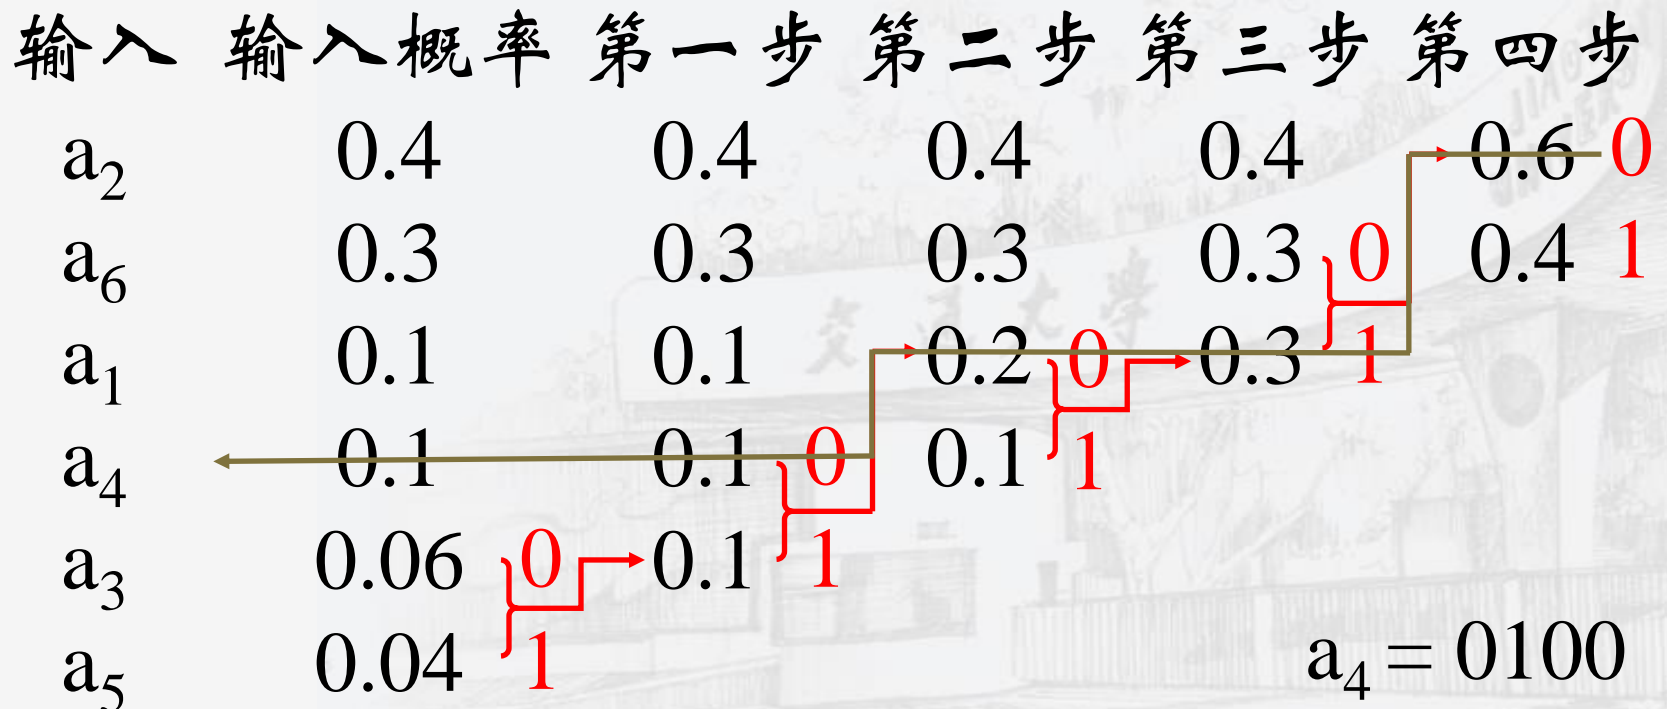 输入 输入概率 第一步 第二步 第三步 第四步
a₂ 0.4 0.4 0.4 0.4 0.6 0
a₆ 0.3 0.3 0.3 0.3 0 0.4 1
a₁ 0.1 0.1 0.2 0 0.3 1
a₄ 0.1 0.1 0 0.1 1
a₃ 0.06 0 0.1 1
a₅ 0.04 1
a₄ = 0100